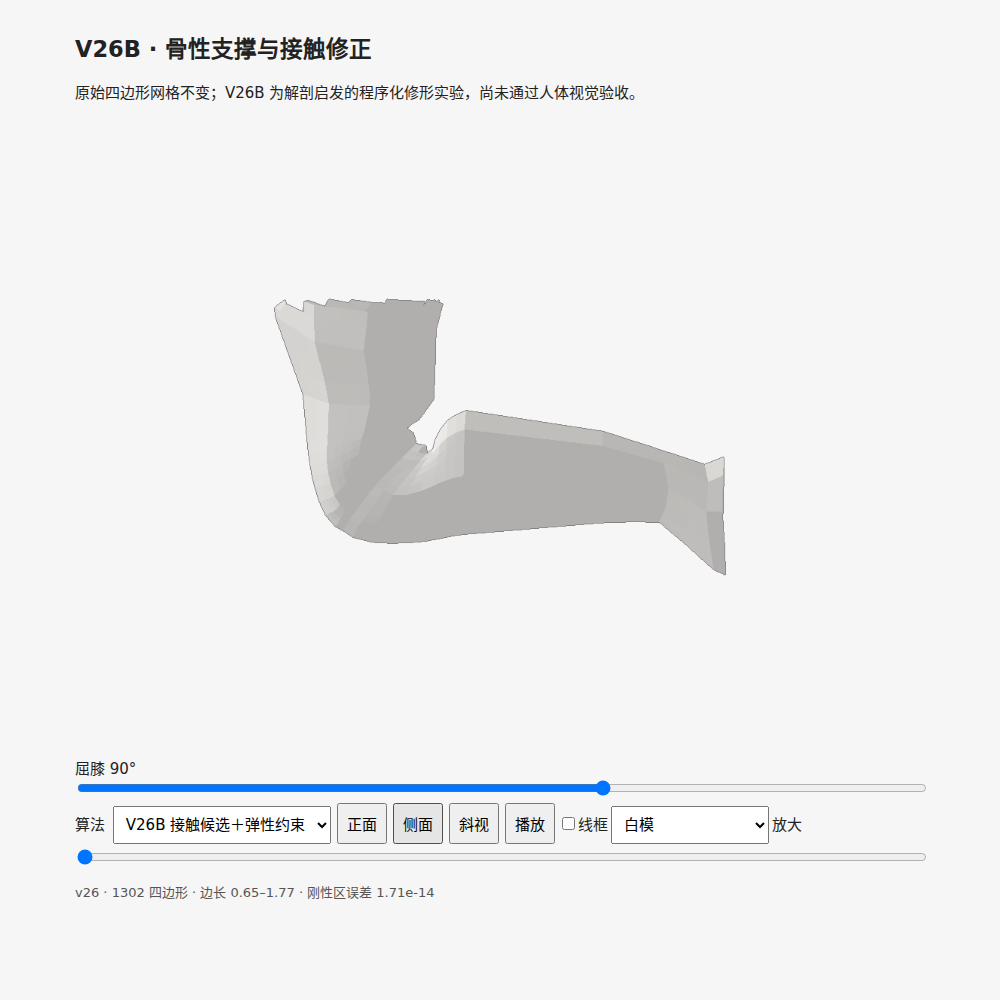 V26B · 骨性支撑与接触修正
原始四边形网格不变；V26B 为解剖启发的程序化修形实验，尚未通过人体视觉验收。
屈膝 90°
算法 V26B 接触候选＋弹性约束 正面 侧面 斜视 播放 线框 白模 放大
v26 · 1302 四边形 · 边长 0.65–1.77 · 刚性区误差 1.71e-14